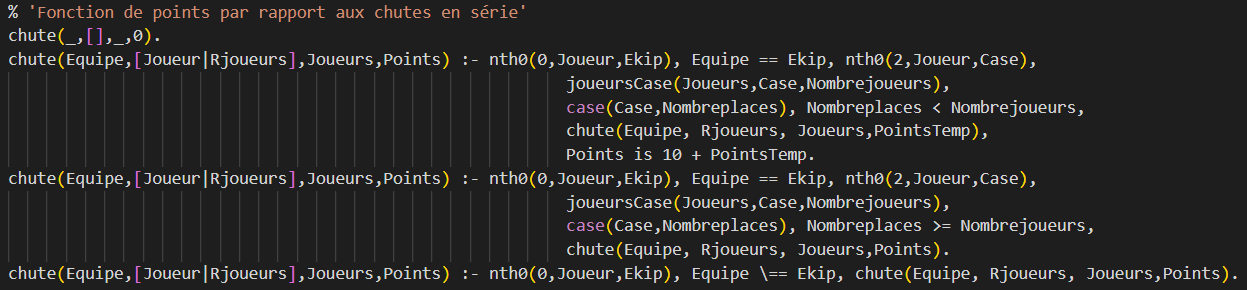 % 'Fonction de points par rapport aux chutes en série'
chute(_,[],_,0).
chute(Equipe,[Joueur|Rjoueurs],Joueurs,Points) :- nth0(0,Joueur,Ekip), Equipe == Ekip, nth0(2,Joueur,Case),
joueursCase(Joueurs,Case,Nombrejoueurs),
case(Case,Nombreplaces), Nombreplaces < Nombrejoueurs,
chute(Equipe, Rjoueurs, Joueurs,PointsTemp),
Points is 10 + PointsTemp.
chute(Equipe,[Joueur|Rjoueurs],Joueurs,Points) :- nth0(0,Joueur,Ekip), Equipe == Ekip, nth0(2,Joueur,Case),
joueursCase(Joueurs,Case,Nombrejoueurs),
case(Case,Nombreplaces), Nombreplaces >= Nombrejoueurs,
chute(Equipe, Rjoueurs, Joueurs,Points).
chute(Equipe,[Joueur|Rjoueurs],Joueurs,Points) :- nth0(0,Joueur,Ekip), Equipe \== Ekip, chute(Equipe, Rjoueurs, Joueurs,Points).